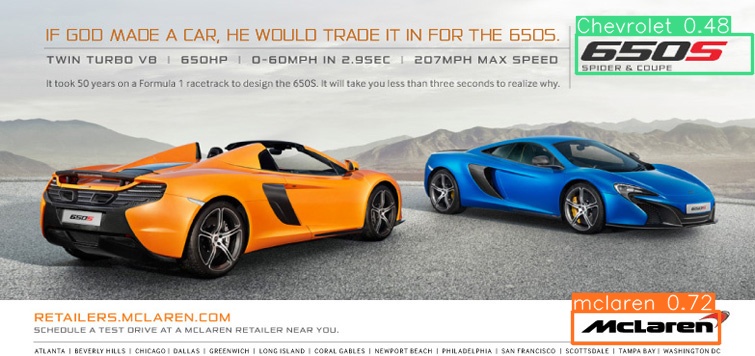 IF GOD MADE A CAR, HE WOULD TRADE IT IN FOR THE 650S.
TWIN TURBO V8 | 650HP | 0-60MPH IN 2.9SEC | 207MPH MAX SPEED
It took 50 years on a Formula 1 racetrack to design the 650S. It will take you less than three seconds to realize why.
Chevrolet 0.48
650S
SPIDER & COUPE
650S
RETAILERS.MCLAREN.COM
SCHEDULE A TEST DRIVE AT A MCLAREN RETAILER NEAR YOU.
mclaren 0.72
McLaren
ATLANTA | BEVERLY HILLS | CHICAGO | DALLAS | GREENWICH | LONG ISLAND | CORAL GABLES | NEWPORT BEACH | PHILADELPHIA | SAN FRANCISCO | SCOTTSDALE | TAMPA BAY | WASHINGTON DC